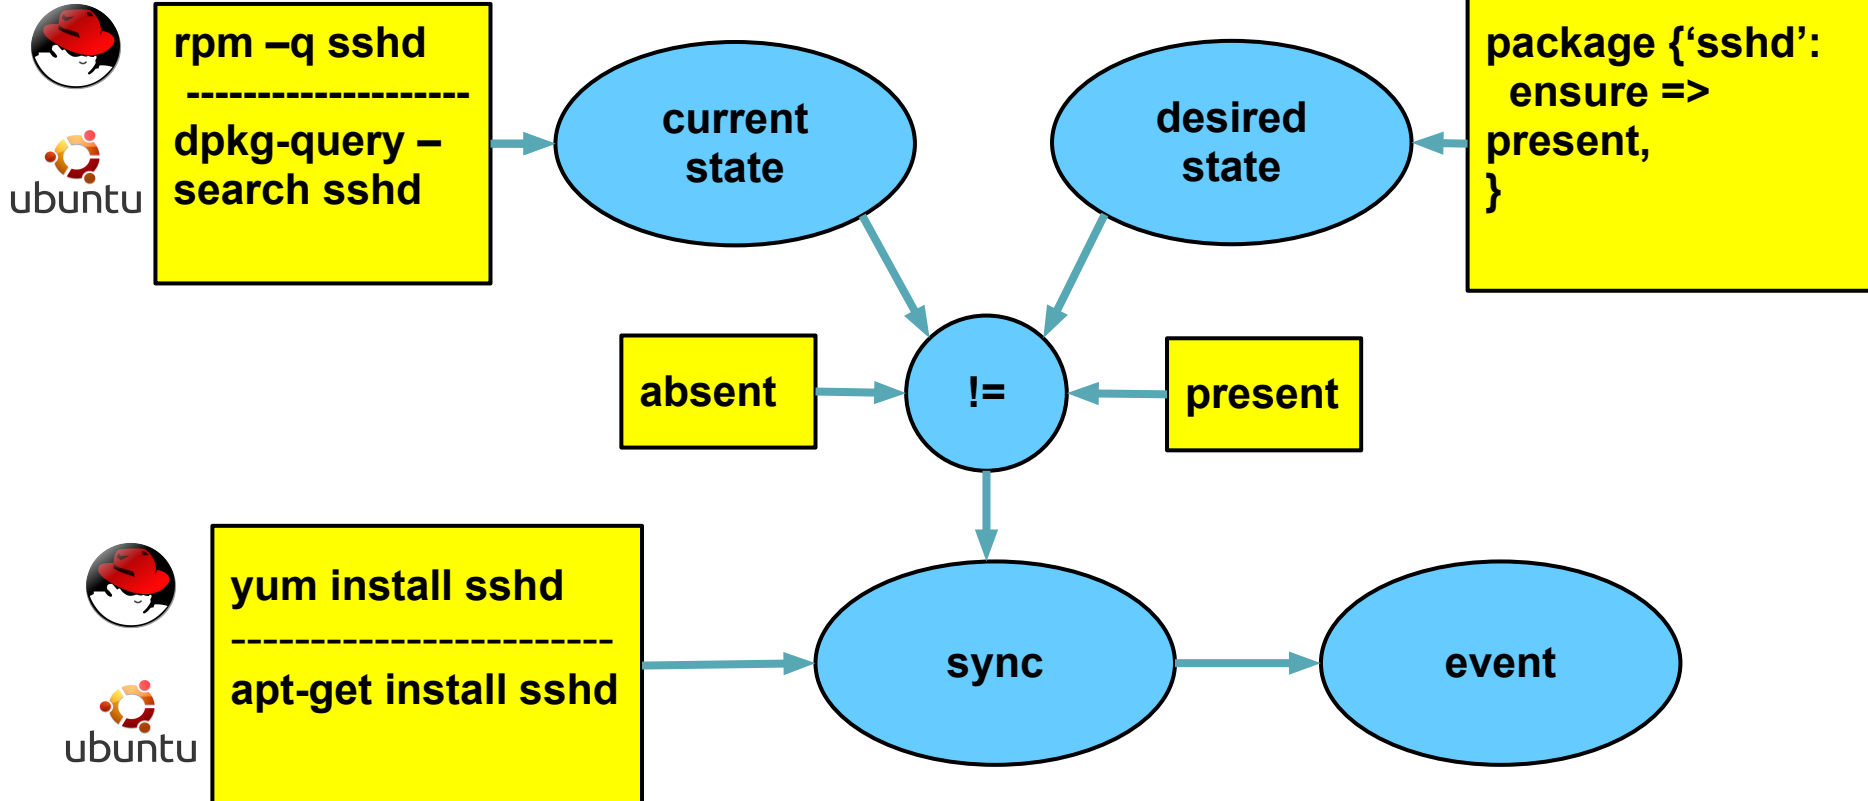 rpm –q sshd
--------------------
dpkg-query –
search sshd
ubuntu
current
state
desired
state
package {‘sshd’:
ensure =>
present,
}
absent
!=
present
yum install sshd
------------------------
apt-get install sshd
ubuntu
sync
event